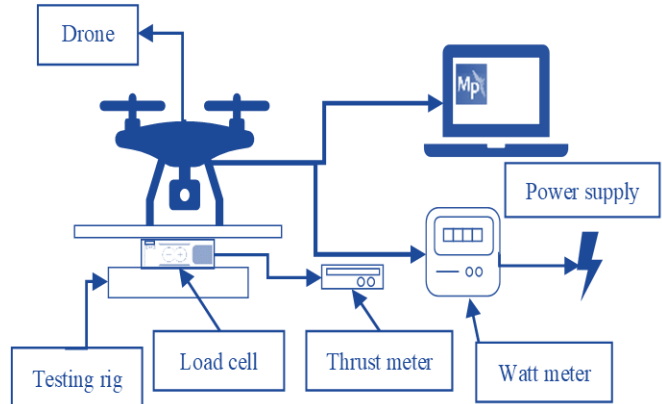 Drone
Mp
Power supply
Load cell
Thrust meter
Watt meter
Testing rig